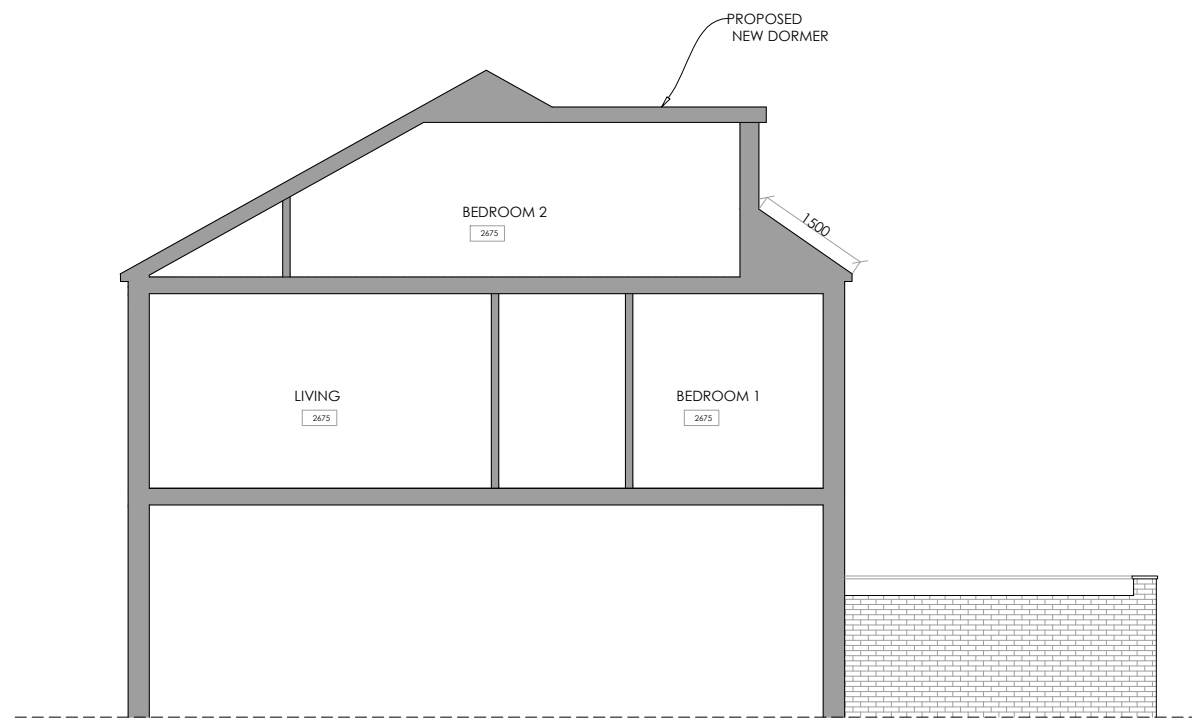 PROPOSED
NEW DORMER
BEDROOM 2
2675
1500
LIVING
2675
BEDROOM 1
2675